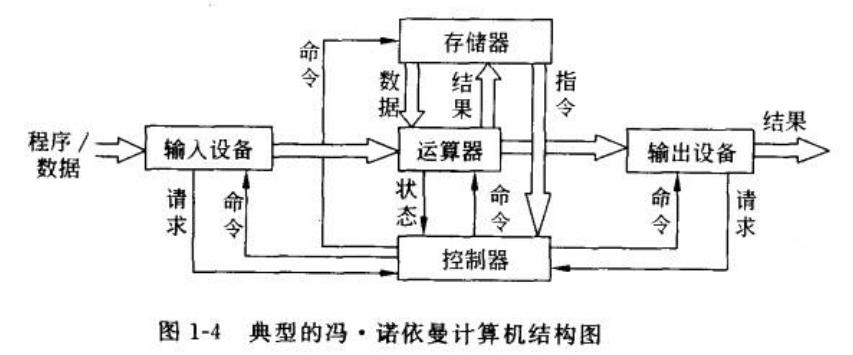 存储器
命令
数据
结果
指令
程序/
数据
输入设备
运算器
输出设备
结果
请求
命令
状态
命令
命令
请求
控制器
图 1-4 典型的冯·诺依曼计算机结构图